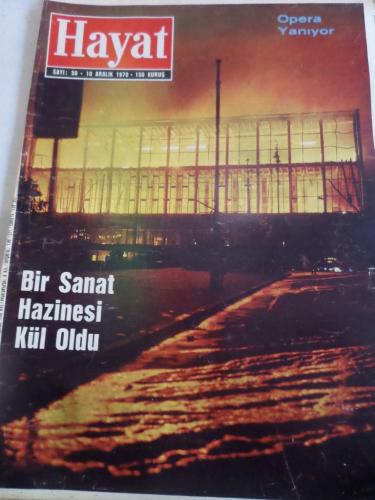 Hayat
SAYI: 50 • 10 ARALIK 1970 • 150 KURUŞ
Opera
Yanıyor
Bir Sanat
Hazinesi
Kül Oldu